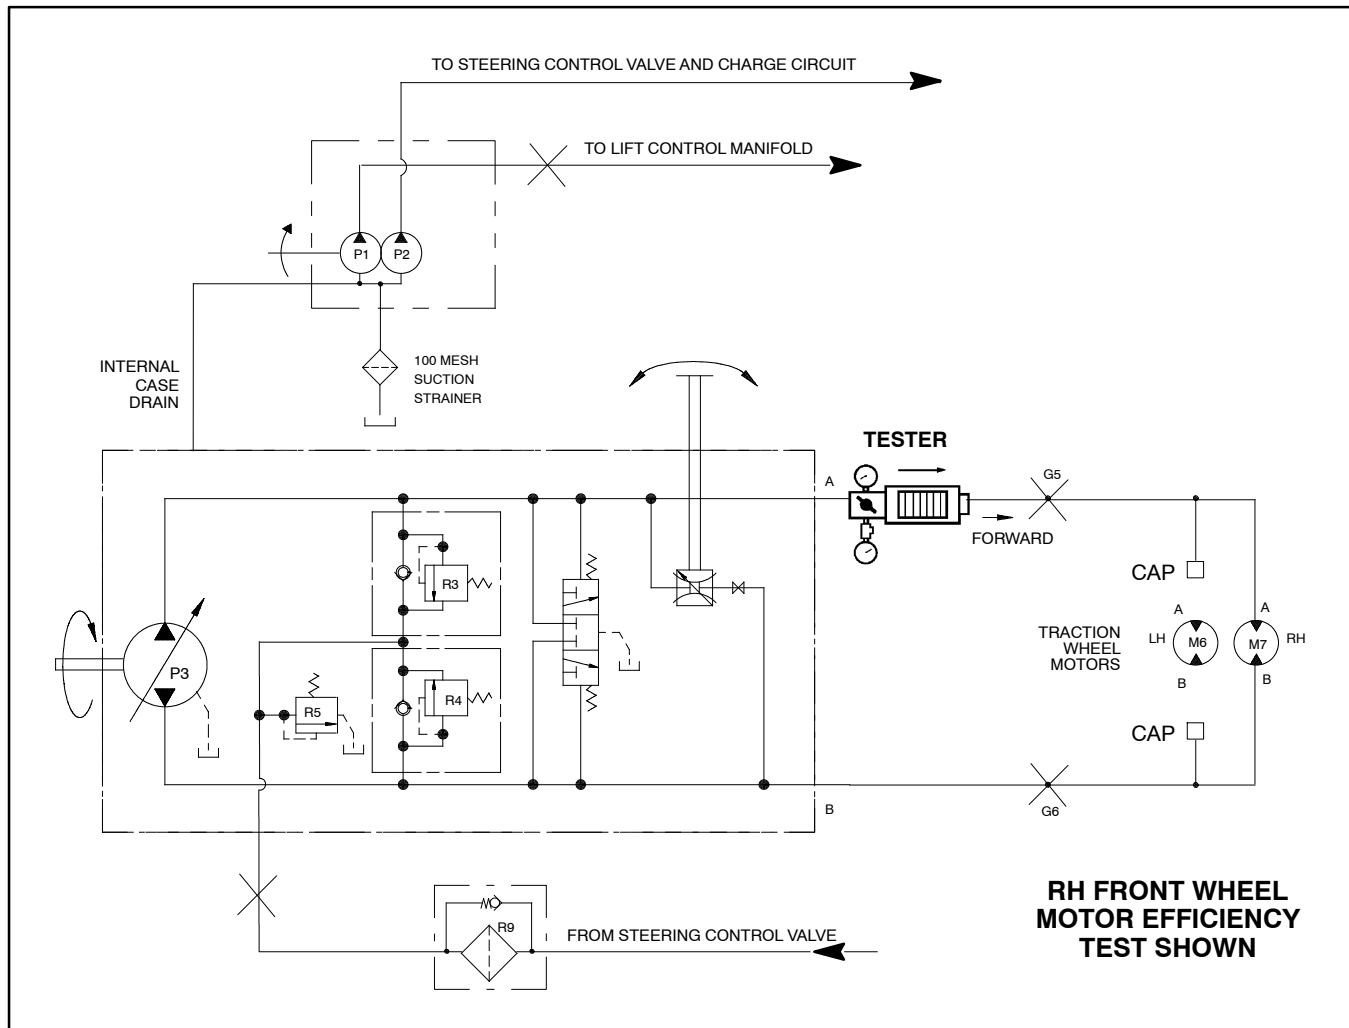 TO STEERING CONTROL VALVE AND CHARGE CIRCUIT
TO LIFT CONTROL MANIFOLD
P1
P2
INTERNAL
CASE
DRAIN
100 MESH
SUCTION
STRAINER
TESTER
A
G5
FORWARD
CAP
R3
A
A
TRACTION
WHEEL
MOTORS
LH
M6
M7
RH
B
B
P3
R4
R5
CAP
B
G6
R9
FROM STEERING CONTROL VALVE
RH FRONT WHEEL
MOTOR EFFICIENCY
TEST SHOWN